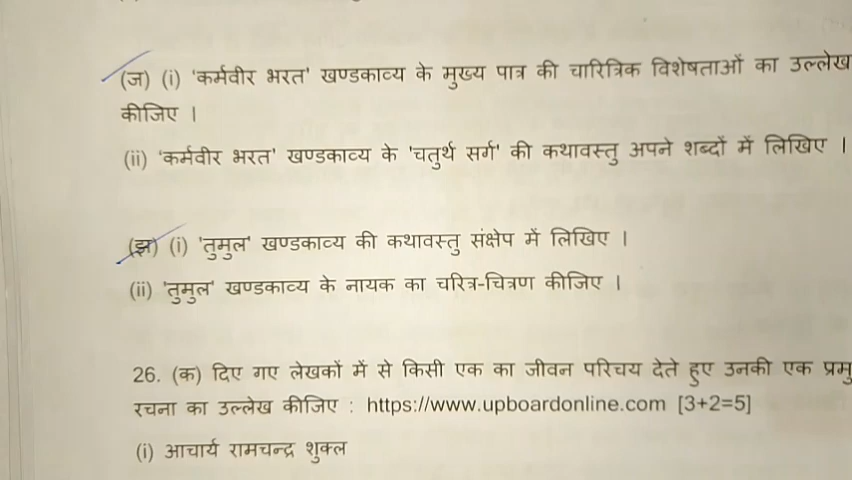 (ज) (i) 'कर्मवीर भरत' खण्डकाव्य के मुख्य पात्र की चारित्रिक विशेषताओं का उल्लेख
कीजिए ।
(ii) 'कर्मवीर भरत' खण्डकाव्य के 'चतुर्थ सर्ग' की कथावस्तु अपने शब्दों में लिखिए ।
(झ) (i) 'तुमुल' खण्डकाव्य की कथावस्तु संक्षेप में लिखिए ।
(ii) 'तुमुल' खण्डकाव्य के नायक का चरित्र-चित्रण कीजिए ।
26. (क) दिए गए लेखकों में से किसी एक का जीवन परिचय देते हुए उनकी एक प्रमु
रचना का उल्लेख कीजिए : https://www.upboardonline.com [3+2=5]
(i) आचार्य रामचन्द्र शुक्ल